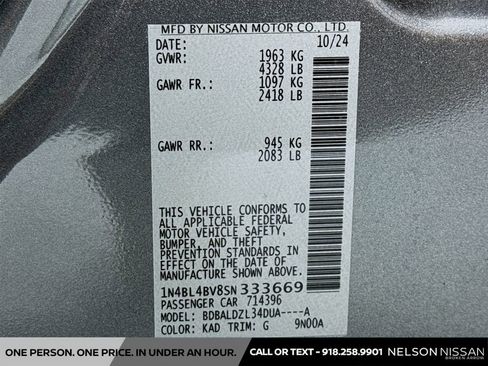 MFD BY NISSAN MOTOR CO., LTD.
DATE: 10/24
GVWR: 1963 KG
4328 LB
GAWR FR.: 1097 KG
2418 LB
GAWR RR.: 945 KG
2083 LB
THIS VEHICLE CONFORMS TO
ALL APPLICABLE FEDERAL
MOTOR VEHICLE SAFETY,
BUMPER, AND THEFT
PREVENTION STANDARDS IN
EFFECT ON THE DATE OF
MANUFACTURE SHOWN ABOVE.
1N4BL4BV8SN333669
PASSENGER CAR 714396
MODEL: BDBALDZL34DUA----A
COLOR: KAD TRIM: G 9N00A
ONE PERSON. ONE PRICE. IN UNDER AN HOUR.
CALL OR TEXT - 918.258.9901
NELSON NISSAN
BROKEN ARROW